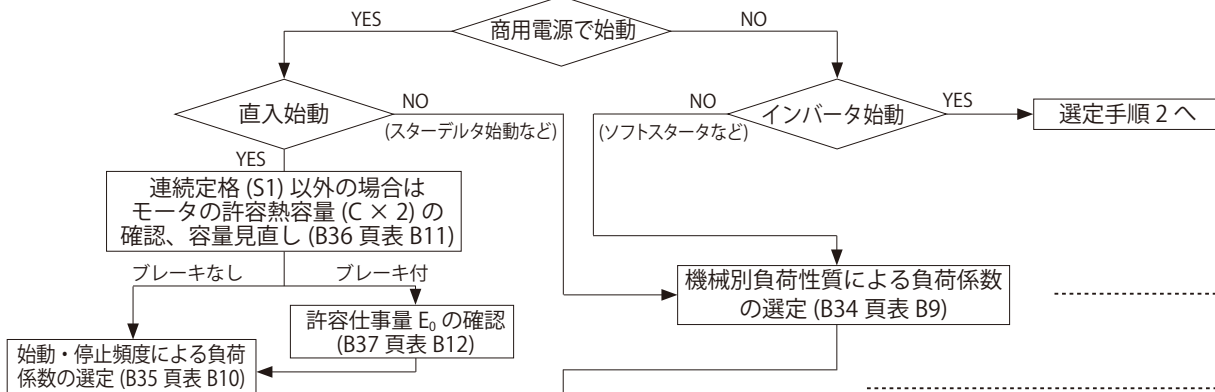 商用電源で始動
YES
NO
直入始動
NO
(スターデルタ始動など)
YES
インバータ始動
NO
(ソフトスタータなど)
YES
選定手順 2 へ
連続定格 (S1) 以外の場合は
モータの許容熱容量 (C × 2) の
確認、容量見直し (B36 頁表 B11)
ブレーキなし
ブレーキ付
許容仕事量 E₀ の確認
(B37 頁表 B12)
始動・停止頻度による負荷
係数の選定 (B35 頁表 B10)
機械別負荷性質による負荷係数
の選定 (B34 頁表 B9)